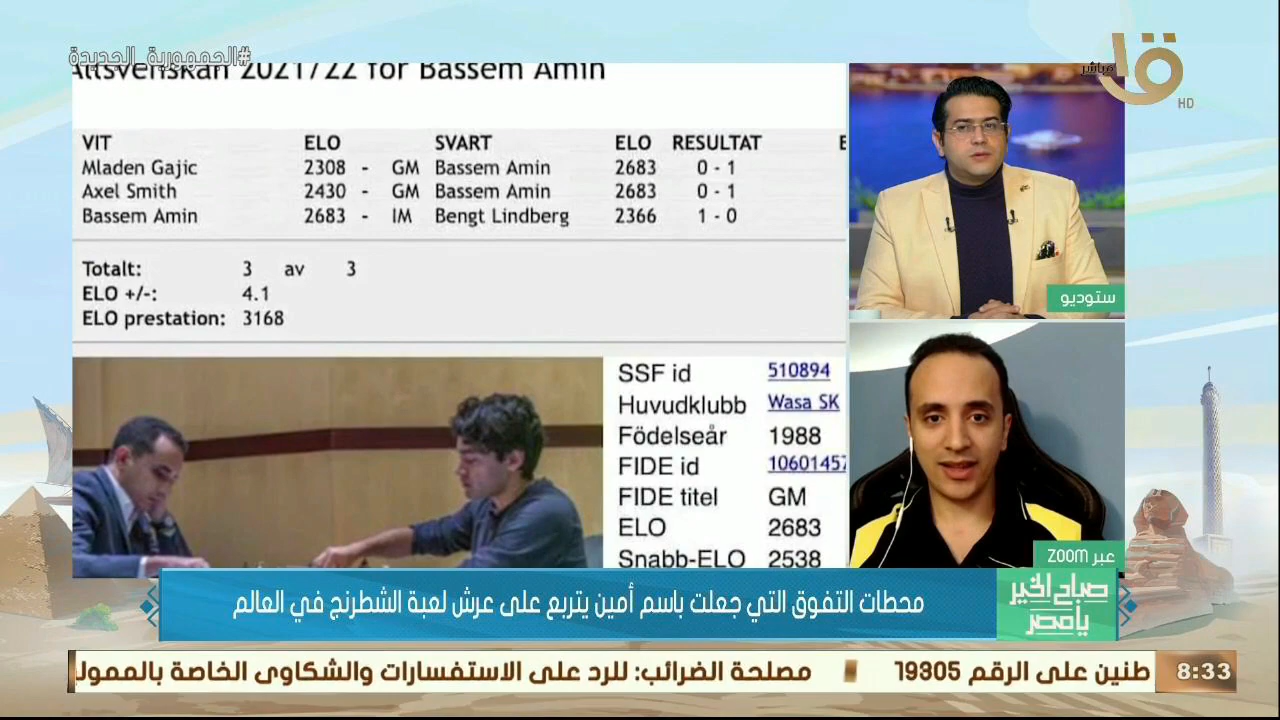 #الجمهورية_الجديدة
مباشر
HD
Allsvenskan 2021/22 for Bassem Amin
VIT ELO SVART ELO RESULTAT E
Mladen Gajic 2308 - GM Bassem Amin 2683 0 - 1
Axel Smith 2430 - GM Bassem Amin 2683 0 - 1
Bassem Amin 2683 - IM Bengt Lindberg 2366 1 - 0
Totalt: 3 av 3
ELO +/-: 4.1
ELO prestation: 3168
SSF id 510894
Huvudklubb Wasa SK
Födelseår 1988
FIDE id 10601457
FIDE titel GM
ELO 2683
Snabb-ELO 2538
ستوديو
عبر ZOOM
صباح الخير
يا مصر
محطات التفوق التي جعلت باسم أمين يتربع على عرش لعبة الشطرنج في العالم
8:33
طنين على الرقم 19305 مصلحة الضرائب: للرد على الاستفسارات والشكاوى الخاصة بالممول